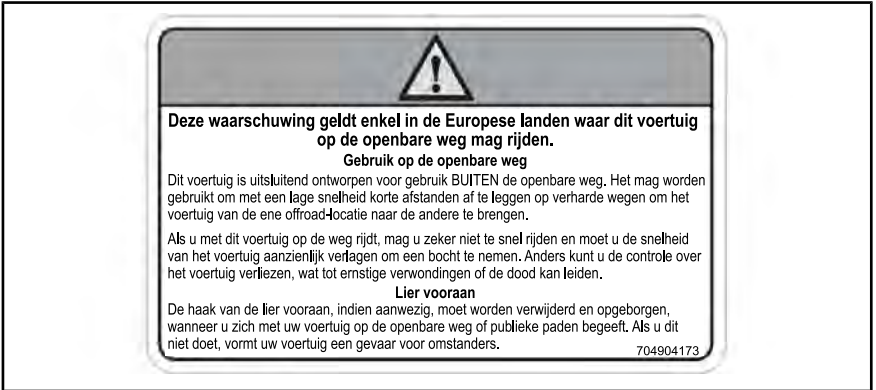 Deze waarschuwing geldt enkel in de Europese landen waar dit voertuig
op de openbare weg mag rijden.
Gebruik op de openbare weg
Dit voertuig is uitsluitend ontworpen voor gebruik BUITEN de openbare weg. Het mag worden
gebruikt om met een lage snelheid korte afstanden af te leggen op verharde wegen om het
voertuig van de ene offroad-locatie naar de andere te brengen.
Als u met dit voertuig op de weg rijdt, mag u zeker niet te snel rijden en moet u de snelheid
van het voertuig aanzienlijk verlagen om een bocht te nemen. Anders kunt u de controle over
het voertuig verliezen, wat tot ernstige verwondingen of de dood kan leiden.
Lier vooraan
De haak van de lier vooraan, indien aanwezig, moet worden verwijderd en opgeborgen,
wanneer u zich met uw voertuig op de openbare weg of publieke paden begeeft. Als u dit
niet doet, vormt uw voertuig een gevaar voor omstanders.
704904173